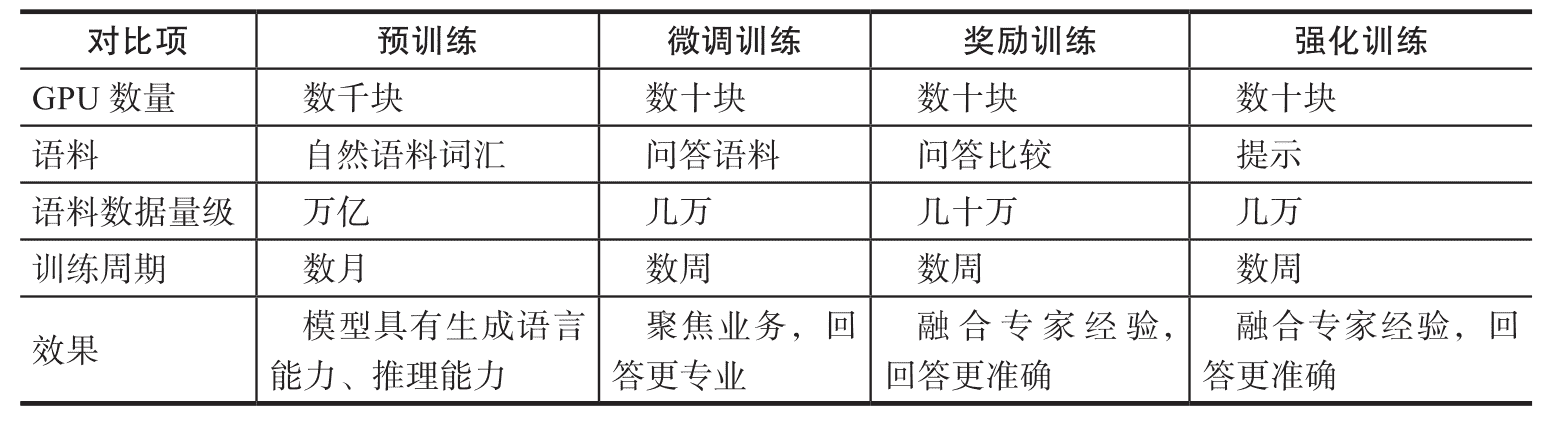 对比项 预训练 微调训练 奖励训练 强化训练
GPU 数量 数千块 数十块 数十块 数十块
语料 自然语料词汇 问答语料 问答比较 提示
语料数据量级 万亿 几万 几十万 几万
训练周期 数月 数周 数周 数周
效果 模型具有生成语言能力、推理能力 聚焦业务，回答更专业 融合专家经验，回答更准确 融合专家经验，回答更准确